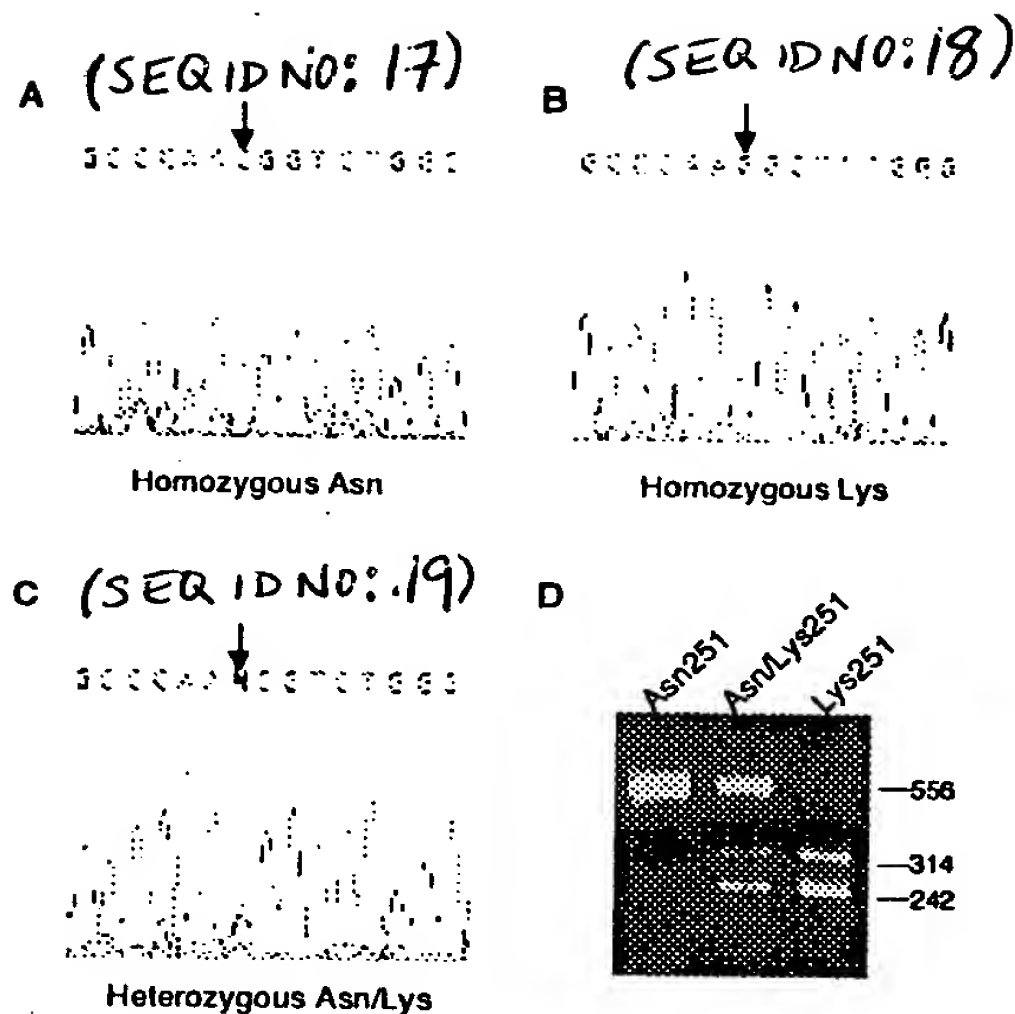 A (SEQ ID NO: 17)
Homozygous Asn
B (SEQ ID NO: 18)
Homozygous Lys
C (SEQ ID NO: 19)
Heterozygous Asn/Lys
D
Asn251 Asn/Lys251 Lys251
556
314
242